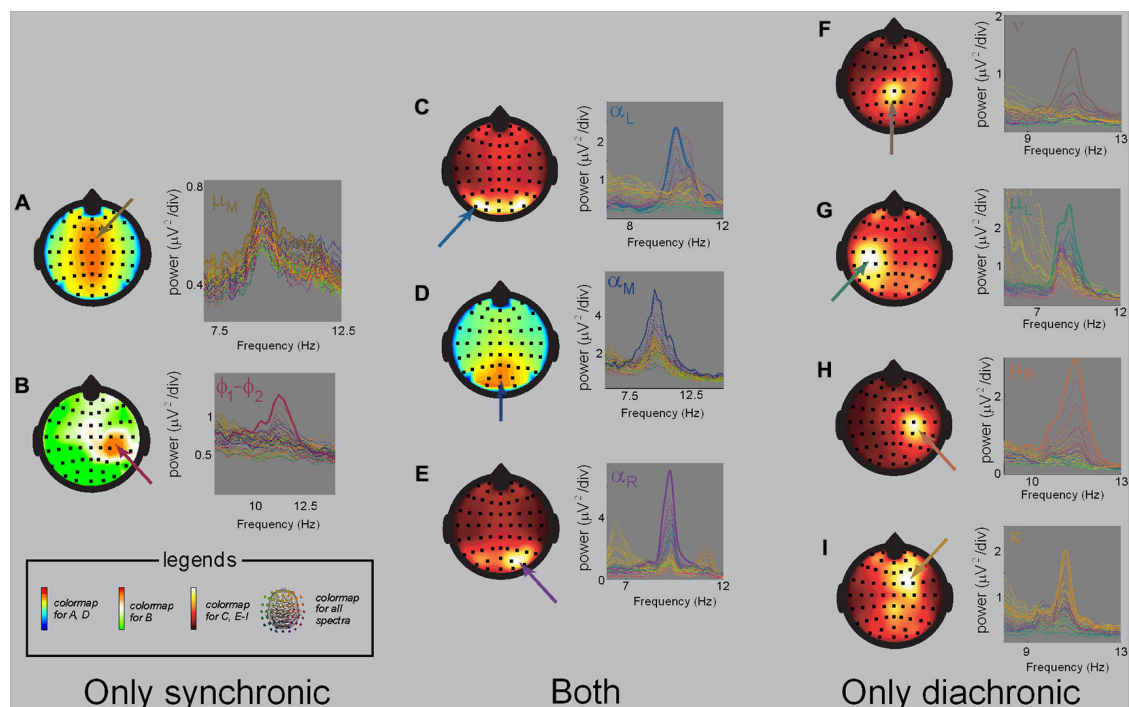 A
0.8
μM
0.4
power (μV²/div)
7.5
12.5
Frequency (Hz)
B
ϕ1-ϕ2
1
0.5
power (μV²/div)
10
12.5
Frequency (Hz)
legends
colormap for A, D
colormap for B
colormap for C, E-I
colormap for all spectra
Only synchronic
C
αL
2
1
power (μV²/div)
8
12
Frequency (Hz)
D
αM
4
2
power (μV²/div)
7.5
12.5
Frequency (Hz)
E
αR
4
0
power (μV²/div)
7
12
Frequency (Hz)
Both
F
2
ν
1
power (μV²/div)
9
13
Frequency (Hz)
G
μL
2
1
power (μV²/div)
7
12
Frequency (Hz)
H
2
1
0
power (μV²/div)
10
13
Frequency (Hz)
I
κ
2
1
power (μV²/div)
9
13
Frequency (Hz)
Only diachronic